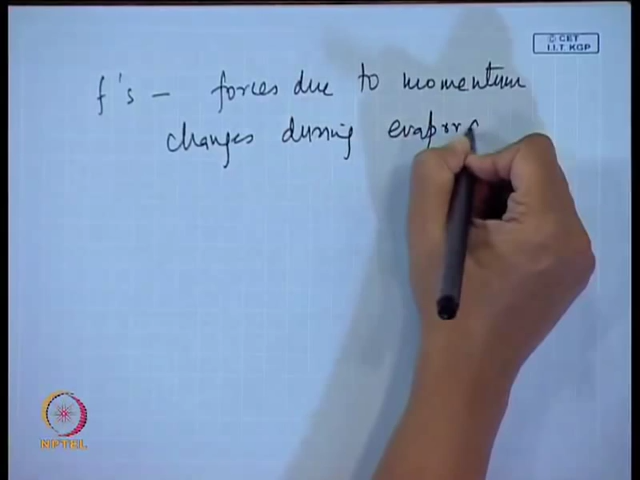 © CET
I.I.T KGP
f's – forces due to momentum
changes during
NPTEL